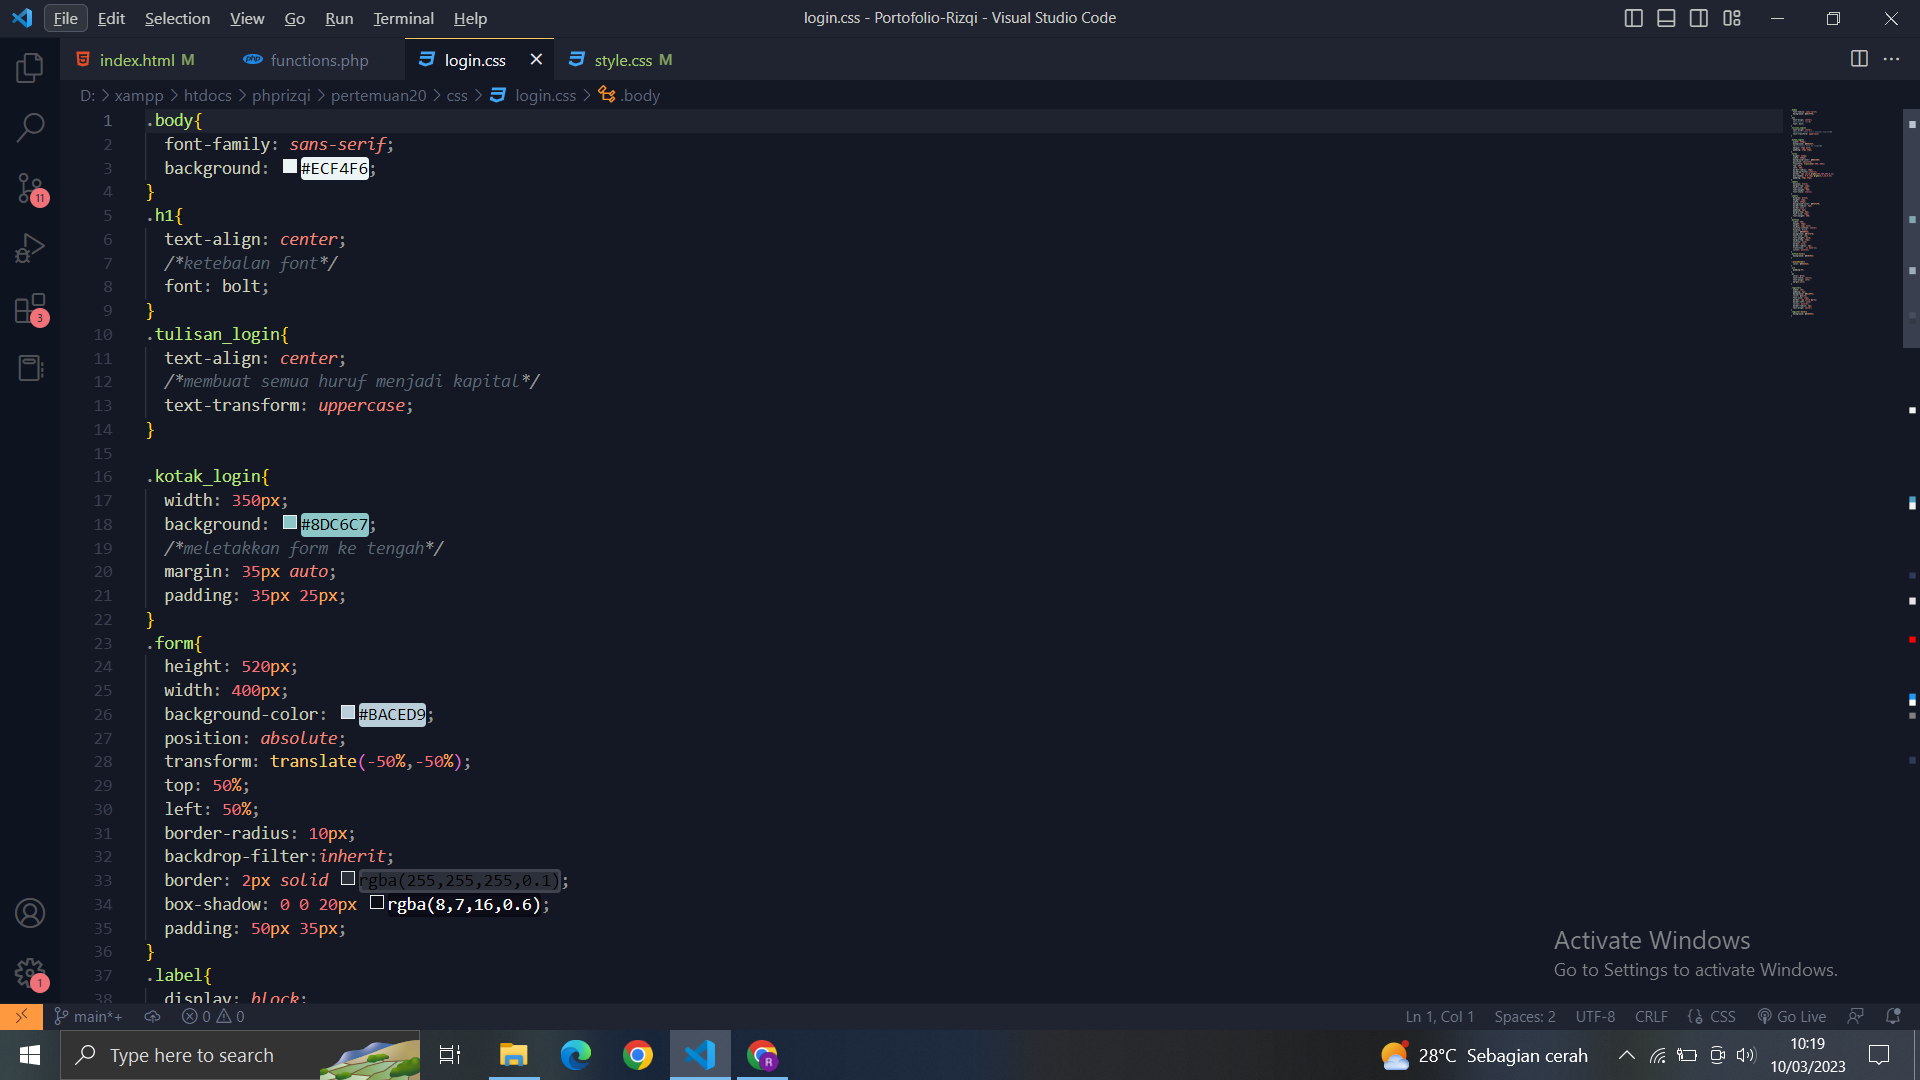 File Edit Selection View Go Run Terminal Help login.css - Portofolio-Rizqi - Visual Studio Code
index.html M functions.php login.css style.css M
D: > xampp > htdocs > phprizqi > pertemuan20 > css > login.css > .body
1 .body{
2 font-family: sans-serif;
3 background: #ECF4F6;
4 }
5 .h1{
6 text-align: center;
7 /*ketebalan font*/
8 font: bolt;
9 }
10 .tulisan_login{
11 text-align: center;
12 /*membuat semua huruf menjadi kapital*/
13 text-transform: uppercase;
14 }
15
16 .kotak_login{
17 width: 350px;
18 background: #8DC6C7;
19 /*meletakkan form ke tengah*/
20 margin: 35px auto;
21 padding: 35px 25px;
22 }
23 .form{
24 height: 520px;
25 width: 400px;
26 background-color: #BACED9;
27 position: absolute;
28 transform: translate(-50%,-50%);
29 top: 50%;
30 left: 50%;
31 border-radius: 10px;
32 backdrop-filter:inherit;
33 border: 2px solid rgba(255,255,255,0.1);
34 box-shadow: 0 0 20px rgba(8,7,16,0.6);
35 padding: 50px 35px;
36 }
37 .label{
38 display: block;
11
3
1
Activate Windows
Go to Settings to activate Windows.
main*+ 0 0 Ln 1, Col 1 Spaces: 2 UTF-8 CRLF CSS Go Live
Type here to search 28°C Sebagian cerah 10:19
10/03/2023